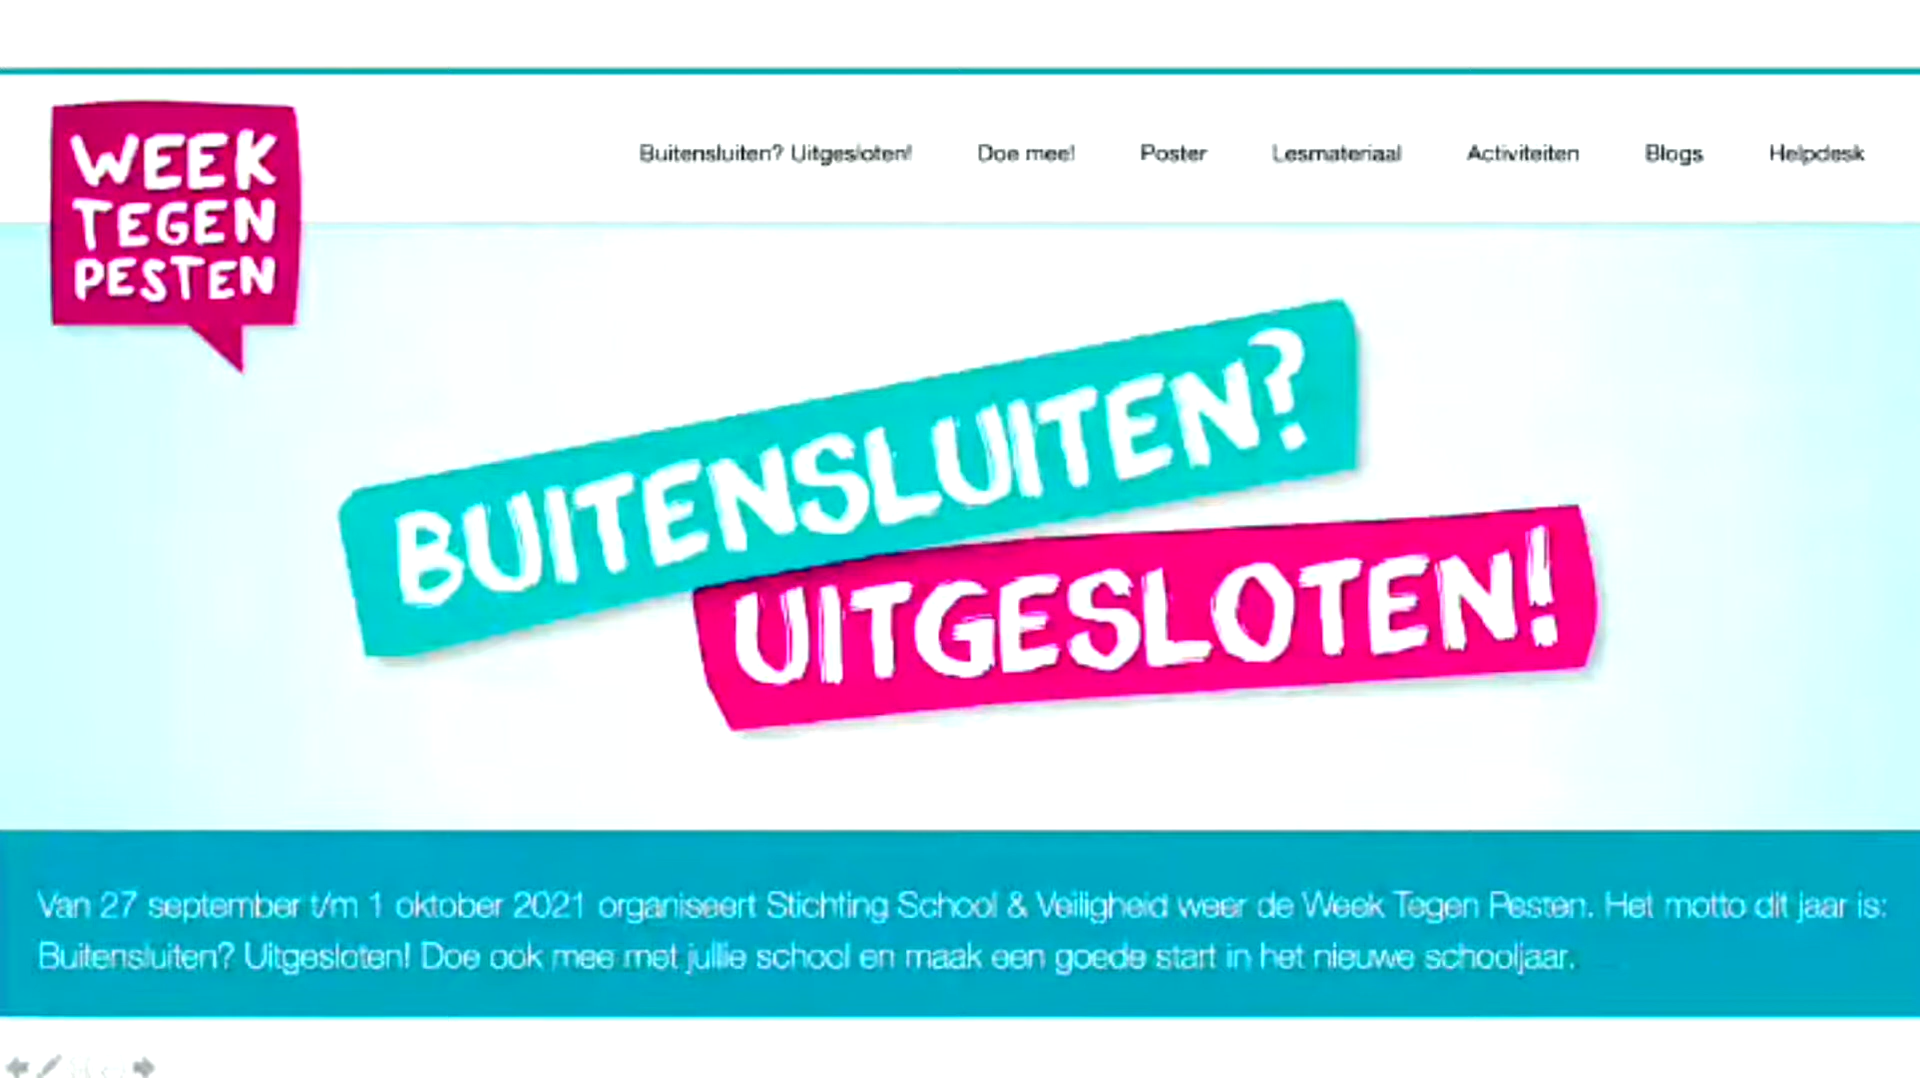 WEEK
TEGEN
PESTEN
Buitensluiten? Uitgesloten! Doe mee! Poster Lesmateriaal Activiteiten Blogs Helpdesk
BUITENSLUITEN?
UITGESLOTEN!
Van 27 september t/m 1 oktober 2021 organiseert Stichting School & Veiligheid weer de Week Tegen Pesten. Het motto dit jaar is:
Buitensluiten? Uitgesloten! Doe ook mee met jullie school en maak een goede start in het nieuwe schooljaar.